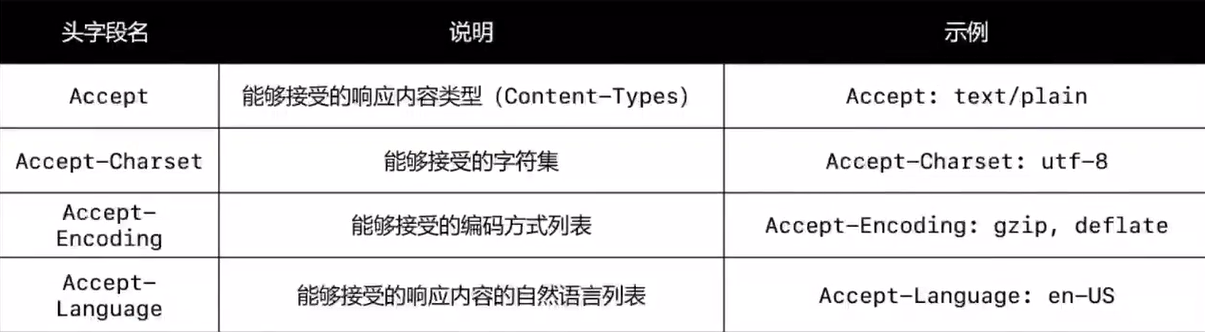 头字段名 说明 示例
Accept 能够接受的响应内容类型（Content-Types） Accept: text/plain
Accept-Charset 能够接受的字符集 Accept-Charset: utf-8
Accept-
Encoding 能够接受的编码方式列表 Accept-Encoding: gzip, deflate
Accept-
Language 能够接受的响应内容的自然语言列表 Accept-Language: en-US